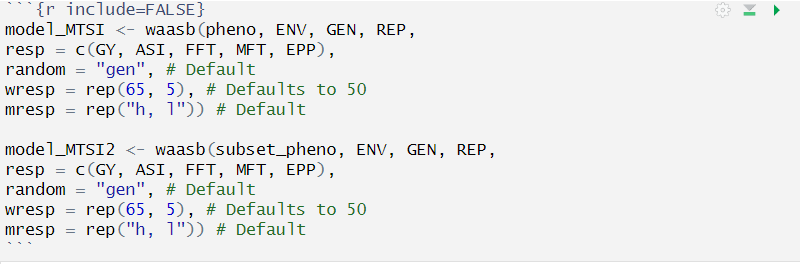 ```{r include=FALSE}
model_MTSI <- waasb(pheno, ENV, GEN, REP,
resp = c(GY, ASI, FFT, MFT, EPP),
random = "gen", # Default
wresp = rep(65, 5), # Defaults to 50
mresp = rep("h, l")) # Default

model_MTSI2 <- waasb(subset_pheno, ENV, GEN, REP,
resp = c(GY, ASI, FFT, MFT, EPP),
random = "gen", # Default
wresp = rep(65, 5), # Defaults to 50
mresp = rep("h, l")) # Default
```